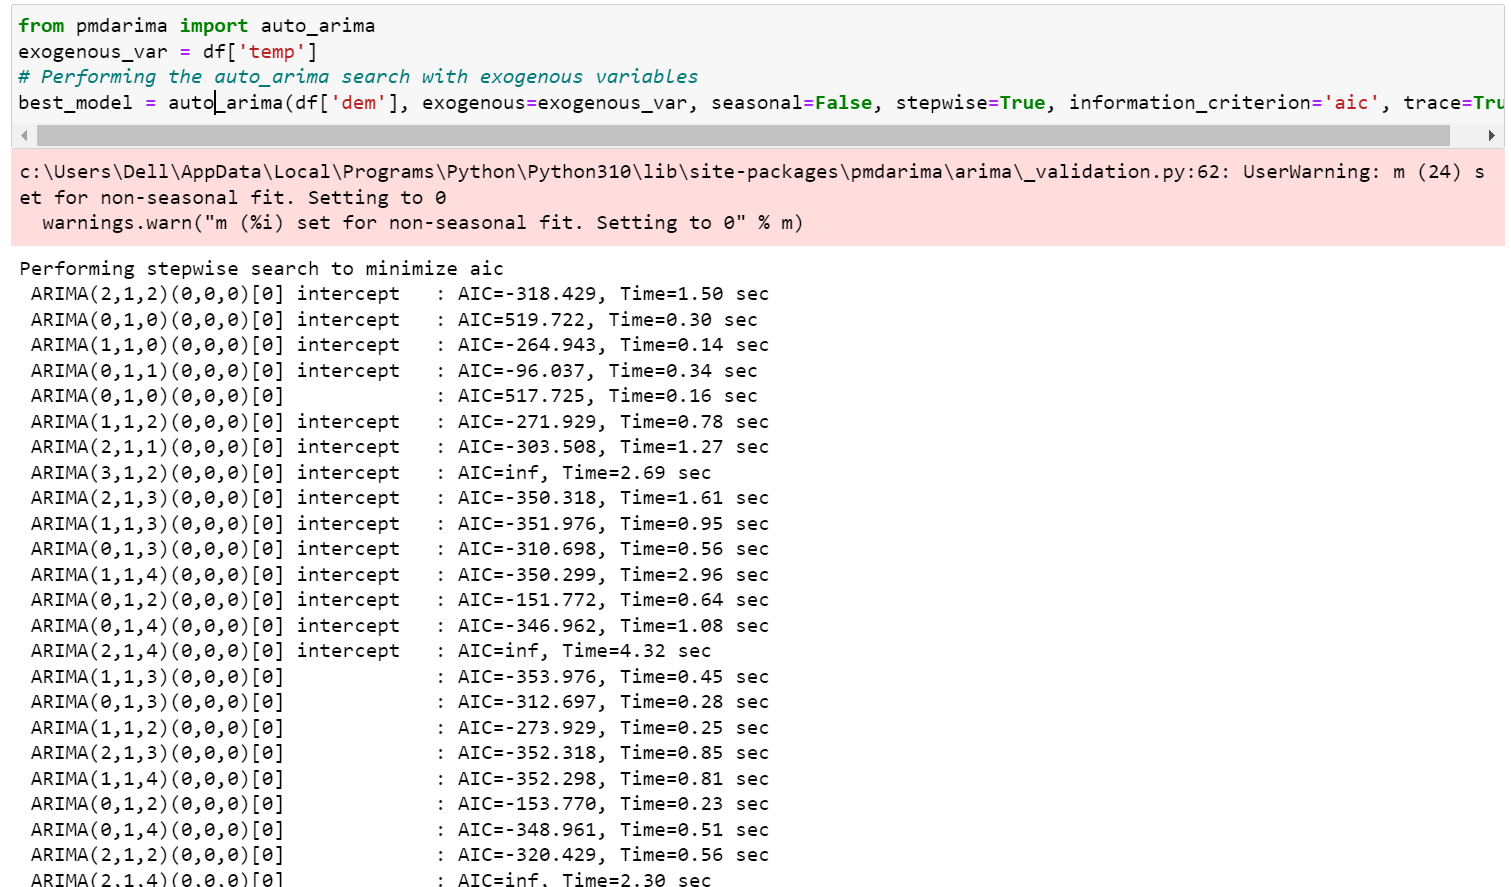 from pmdarima import auto_arima
exogenous_var = df['temp']
# Performing the auto_arima search with exogenous variables
best_model = auto_arima(df['dem'], exogenous=exogenous_var, seasonal=False, stepwise=True, information_criterion='aic', trace=Tru
c:\Users\Dell\AppData\Local\Programs\Python\Python310\lib\site-packages\pmdarima\arima\_validation.py:62: UserWarning: m (24) s
et for non-seasonal fit. Setting to 0
  warnings.warn("m (%i) set for non-seasonal fit. Setting to 0" % m)
Performing stepwise search to minimize aic
 ARIMA(2,1,2)(0,0,0)[0] intercept   : AIC=-318.429, Time=1.50 sec
 ARIMA(0,1,0)(0,0,0)[0] intercept   : AIC=519.722, Time=0.30 sec
 ARIMA(1,1,0)(0,0,0)[0] intercept   : AIC=-264.943, Time=0.14 sec
 ARIMA(0,1,1)(0,0,0)[0] intercept   : AIC=-96.037, Time=0.34 sec
 ARIMA(0,1,0)(0,0,0)[0]             : AIC=517.725, Time=0.16 sec
 ARIMA(1,1,2)(0,0,0)[0] intercept   : AIC=-271.929, Time=0.78 sec
 ARIMA(2,1,1)(0,0,0)[0] intercept   : AIC=-303.508, Time=1.27 sec
 ARIMA(3,1,2)(0,0,0)[0] intercept   : AIC=inf, Time=2.69 sec
 ARIMA(2,1,3)(0,0,0)[0] intercept   : AIC=-350.318, Time=1.61 sec
 ARIMA(1,1,3)(0,0,0)[0] intercept   : AIC=-351.976, Time=0.95 sec
 ARIMA(0,1,3)(0,0,0)[0] intercept   : AIC=-310.698, Time=0.56 sec
 ARIMA(1,1,4)(0,0,0)[0] intercept   : AIC=-350.299, Time=2.96 sec
 ARIMA(0,1,2)(0,0,0)[0] intercept   : AIC=-151.772, Time=0.64 sec
 ARIMA(0,1,4)(0,0,0)[0] intercept   : AIC=-346.962, Time=1.08 sec
 ARIMA(2,1,4)(0,0,0)[0] intercept   : AIC=inf, Time=4.32 sec
 ARIMA(1,1,3)(0,0,0)[0]             : AIC=-353.976, Time=0.45 sec
 ARIMA(0,1,3)(0,0,0)[0]             : AIC=-312.697, Time=0.28 sec
 ARIMA(1,1,2)(0,0,0)[0]             : AIC=-273.929, Time=0.25 sec
 ARIMA(2,1,3)(0,0,0)[0]             : AIC=-352.318, Time=0.85 sec
 ARIMA(1,1,4)(0,0,0)[0]             : AIC=-352.298, Time=0.81 sec
 ARIMA(0,1,2)(0,0,0)[0]             : AIC=-153.770, Time=0.23 sec
 ARIMA(0,1,4)(0,0,0)[0]             : AIC=-348.961, Time=0.51 sec
 ARIMA(2,1,2)(0,0,0)[0]             : AIC=-320.429, Time=0.56 sec
 ARIMA(2,1,4)(0,0,0)[0]             : AIC=inf, Time=2.30 sec